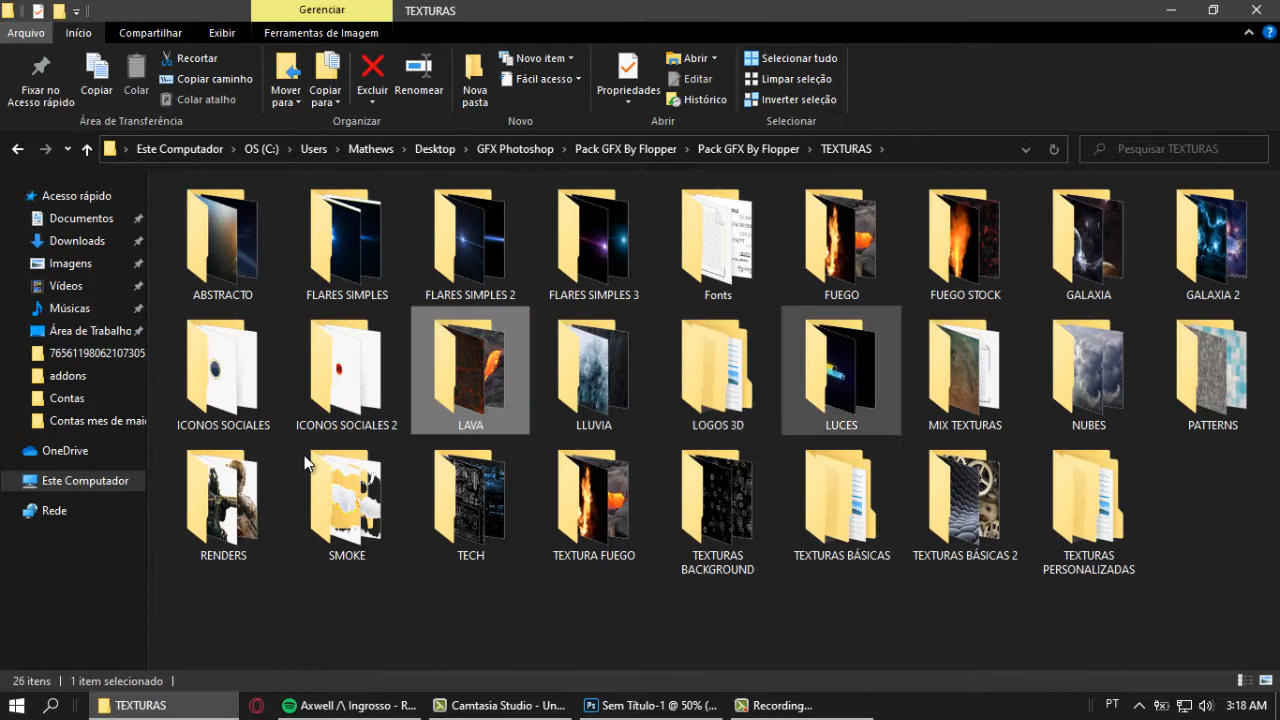 Gerenciar
TEXTURAS
Arquivo
Início
Compartilhar
Exibir
Ferramentas de Imagem
Fixar no
Acesso rápido
Copiar
Colar
Recortar
Copiar caminho
Colar atalho
Área de Transferência
Mover
para
Copiar
para
Excluir
Renomear
Organizar
Nova
pasta
Novo item
Fácil acesso
Novo
Propriedades
Abrir
Editar
Histórico
Abrir
Selecionar tudo
Limpar seleção
Inverter seleção
Selecionar
Este Computador
OS (C:)
Users
Mathews
Desktop
GFX Photoshop
Pack GFX By Flopper
Pack GFX By Flopper
TEXTURAS
Pesquisar TEXTURAS
Acesso rápido
Documentos
Downloads
Imagens
Vídeos
Músicas
Área de Trabalho
76561198062107305
addons
Contas
Contas mes de mai
OneDrive
Este Computador
Rede
ABSTRACTO
FLARES SIMPLES
FLARES SIMPLES 2
FLARES SIMPLES 3
Fonts
FUEGO
FUEGO STOCK
GALAXIA
GALAXIA 2
ICONOS SOCIALES
ICONOS SOCIALES 2
LAVA
LLUVIA
LOGOS 3D
LUCES
MIX TEXTURAS
NUBES
PATTERNS
RENDERS
SMOKE
TECH
TEXTURA FUEGO
TEXTURAS
BACKGROUND
TEXTURAS BÁSICAS
TEXTURAS BÁSICAS 2
TEXTURAS
PERSONALIZADAS
26 itens
1 item selecionado
TEXTURAS
Axwell /\ Ingrosso - R...
Camtasia Studio - Un...
Sem Título-1 @ 50% (...
Recording...
PT
3:18 AM